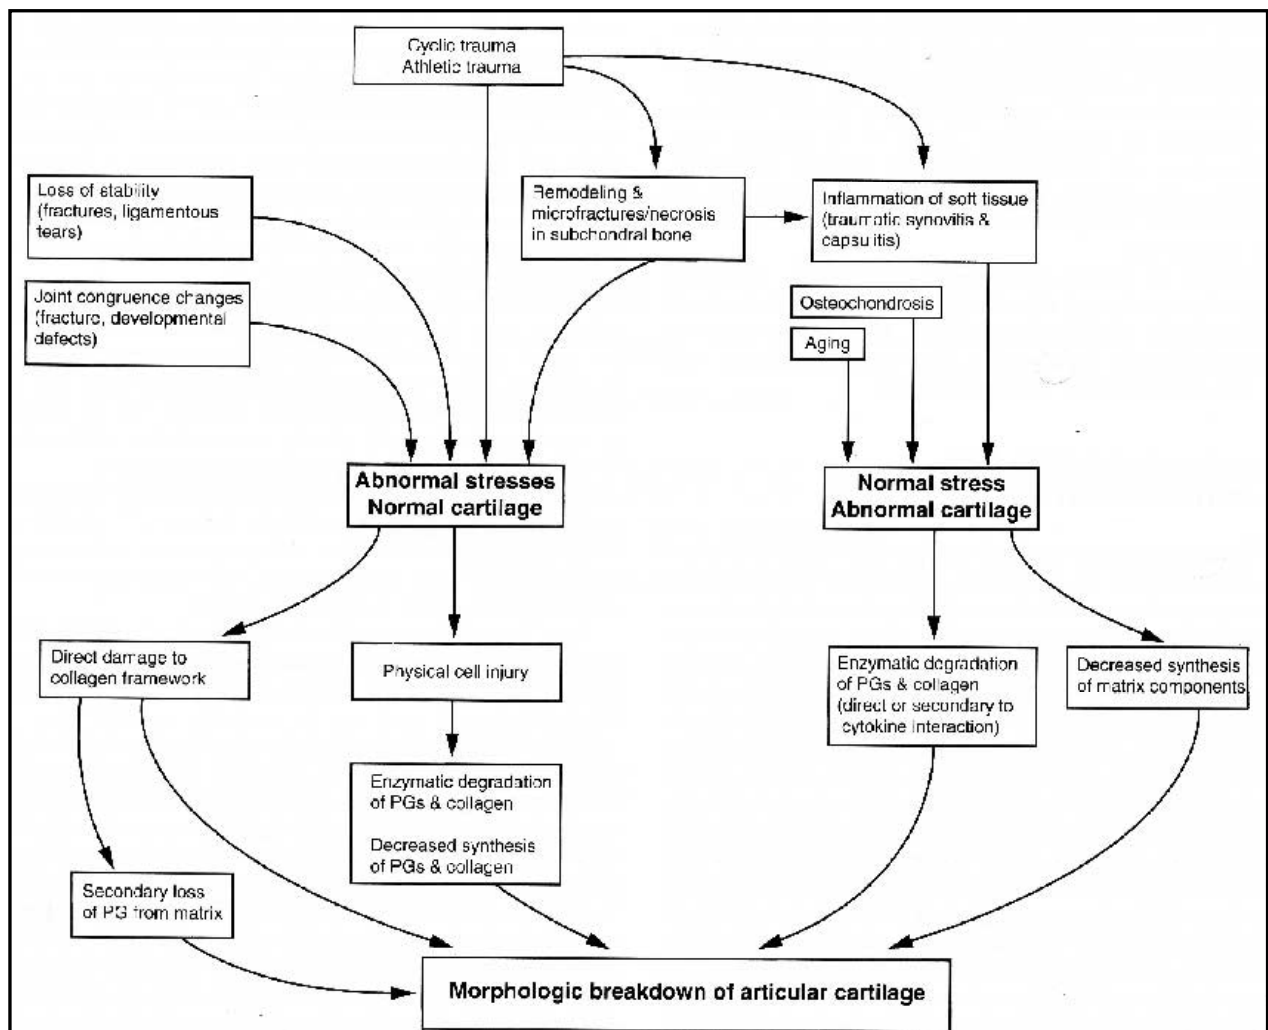 Cyclic trauma
Athletic trauma
Loss of stability
(fractures, ligamentous
tears)
Remodeling &
microfractures/necrosis
in subchondral bone
Inflammation of soft tissue
(traumatic synovitis &
capsulitis)
Joint congruence changes
(fracture, developmental
defects)
Osteochondrosis
Aging
Abnormal stresses
Normal cartilage
Normal stress
Abnormal cartilage
Direct damage to
collagen framework
Physical cell injury
Enzymatic degradation
of PGs & collagen
(direct or secondary to
cytokine interaction)
Decreased synthesis
of matrix components
Enzymatic degradation
of PGs & collagen
Decreased synthesis
of PGs & collagen
Secondary loss
of PG from matrix
Morphologic breakdown of articular cartilage